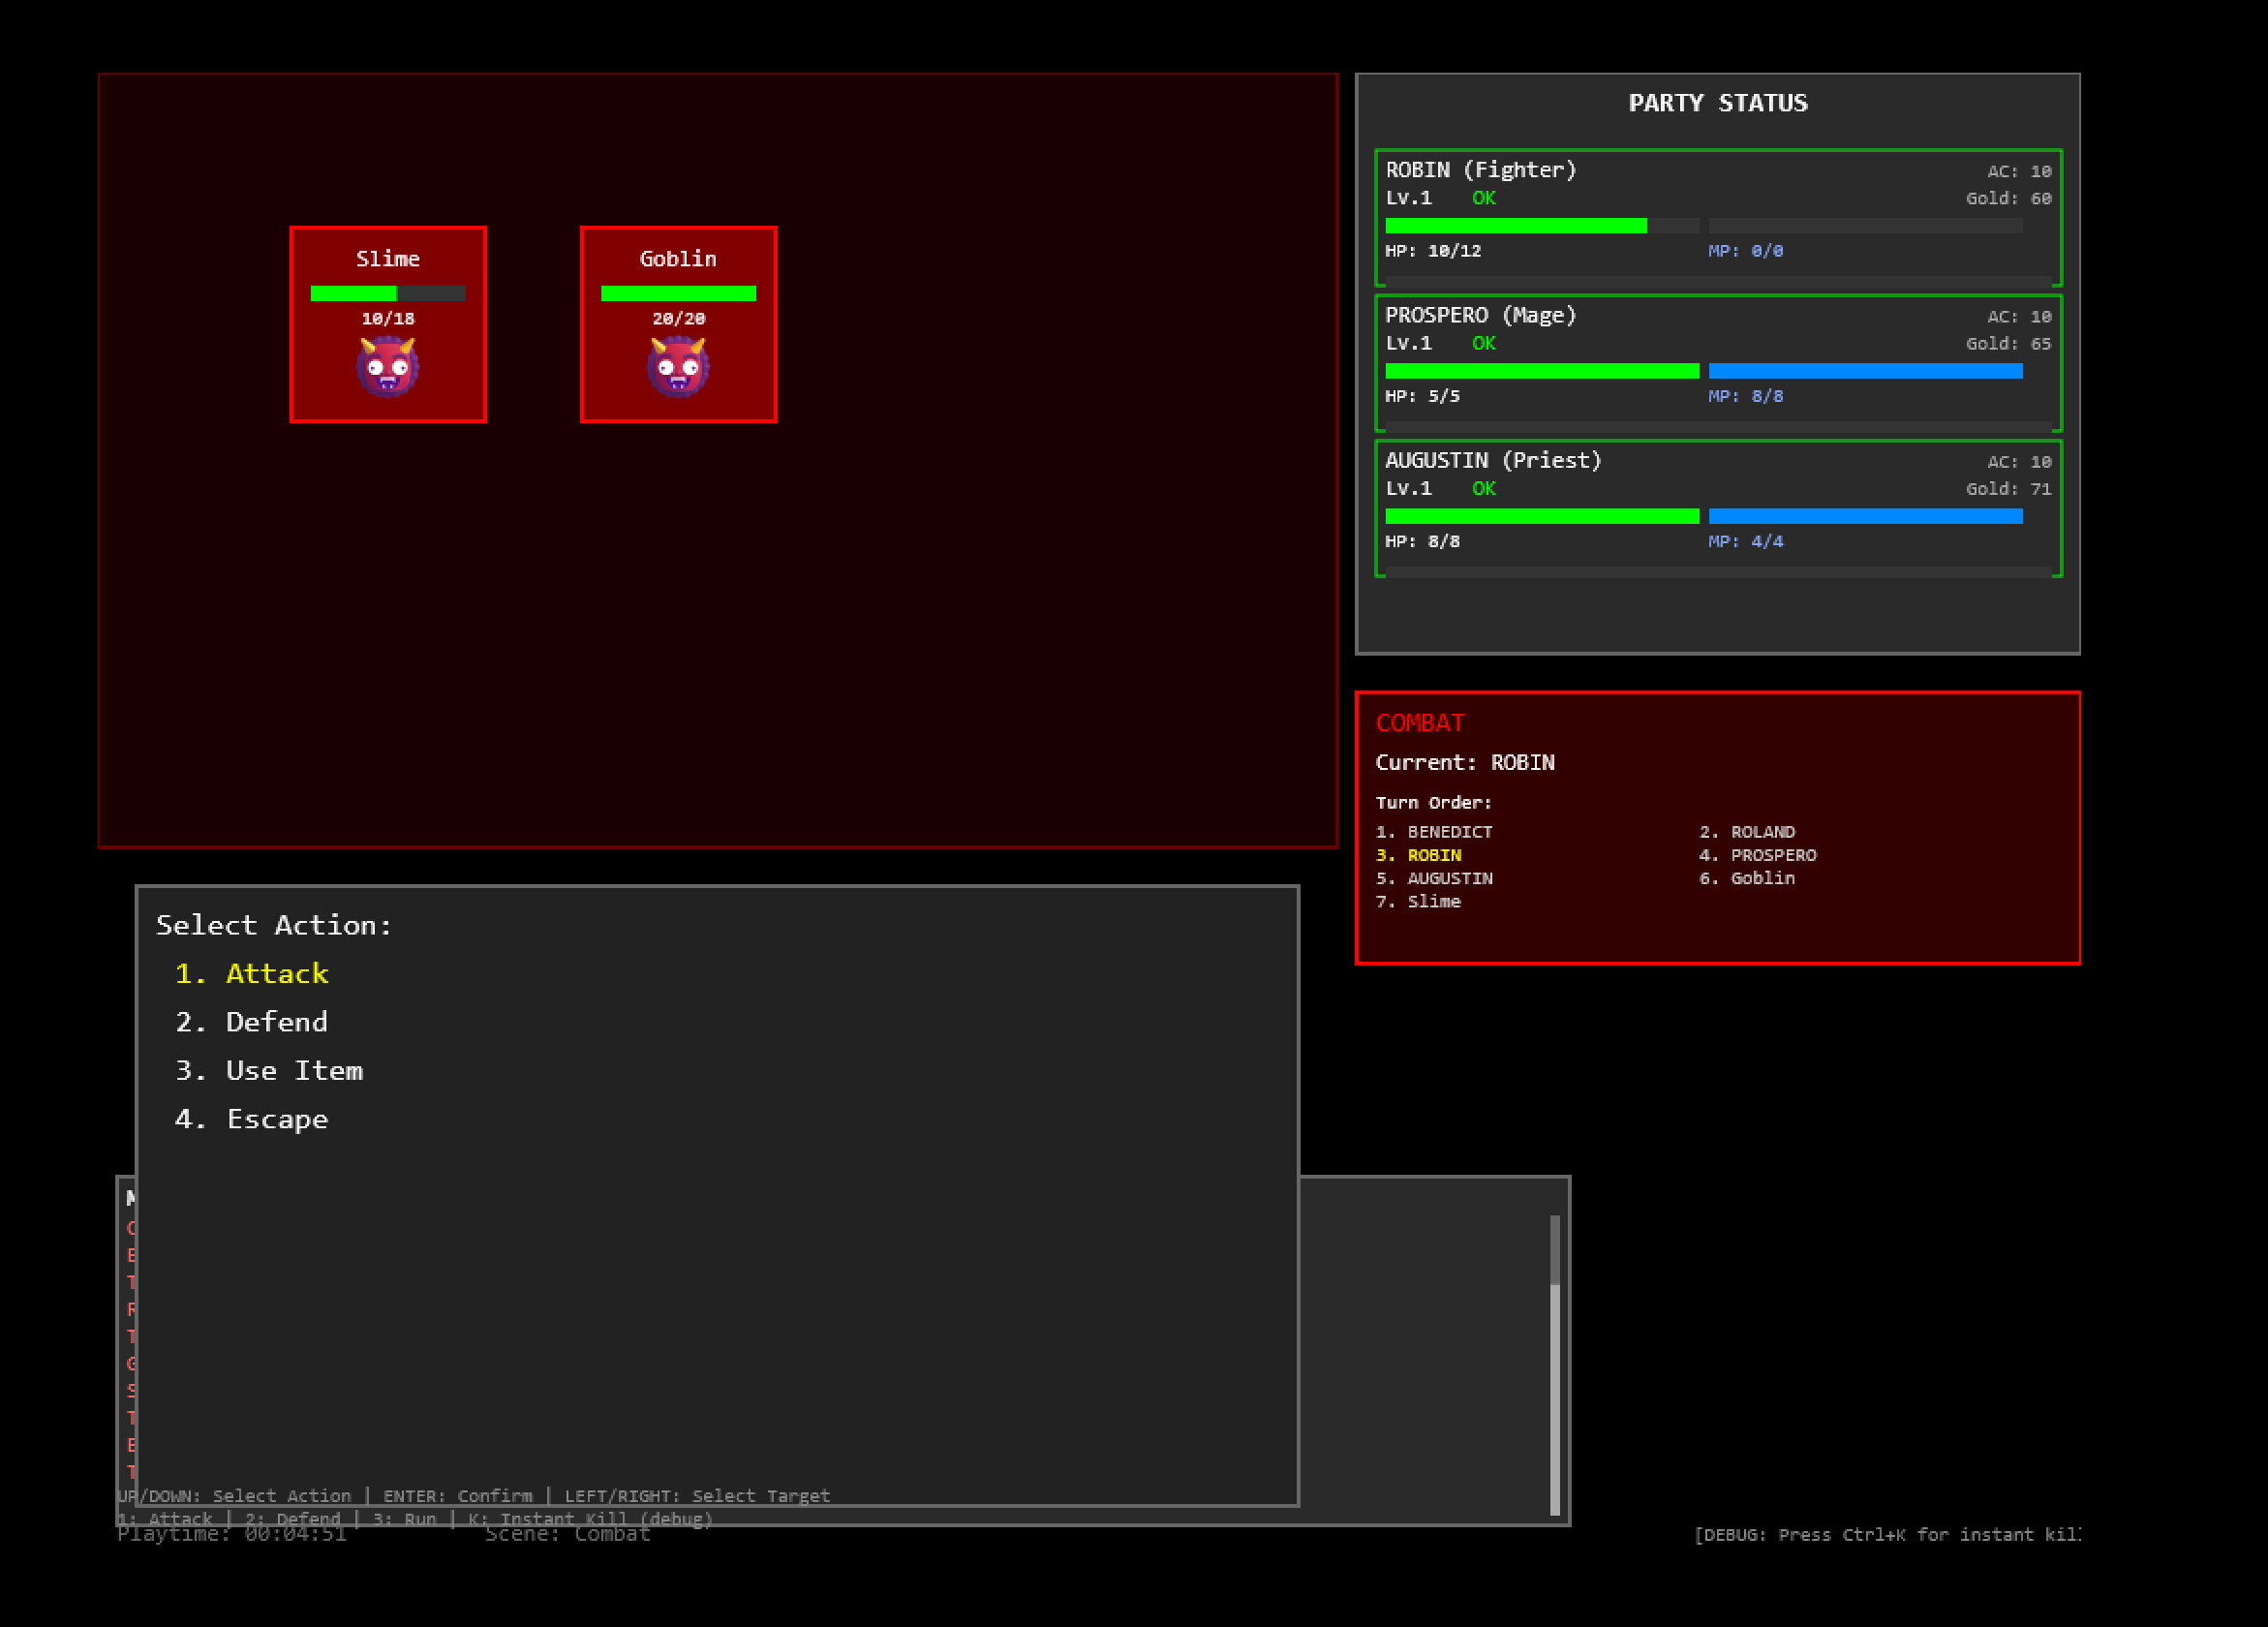 Slime
10/18
Goblin
20/20
PARTY STATUS
ROBIN (Fighter) AC: 10
Lv.1 OK Gold: 60
HP: 10/12 MP: 0/0
PROSPERO (Mage) AC: 10
Lv.1 OK Gold: 65
HP: 5/5 MP: 8/8
AUGUSTIN (Priest) AC: 10
Lv.1 OK Gold: 71
HP: 8/8 MP: 4/4
COMBAT
Current: ROBIN
Turn Order:
1. BENEDICT 2. ROLAND
3. ROBIN 4. PROSPERO
5. AUGUSTIN 6. Goblin
7. Slime
Select Action:
1. Attack
2. Defend
3. Use Item
4. Escape
UP/DOWN: Select Action | ENTER: Confirm | LEFT/RIGHT: Select Target
1: Attack | 2: Defend | 3: Run | K: Instant Kill (debug)
Playtime: 00:04:51 Scene: Combat
[DEBUG: Press Ctrl+K for instant kil